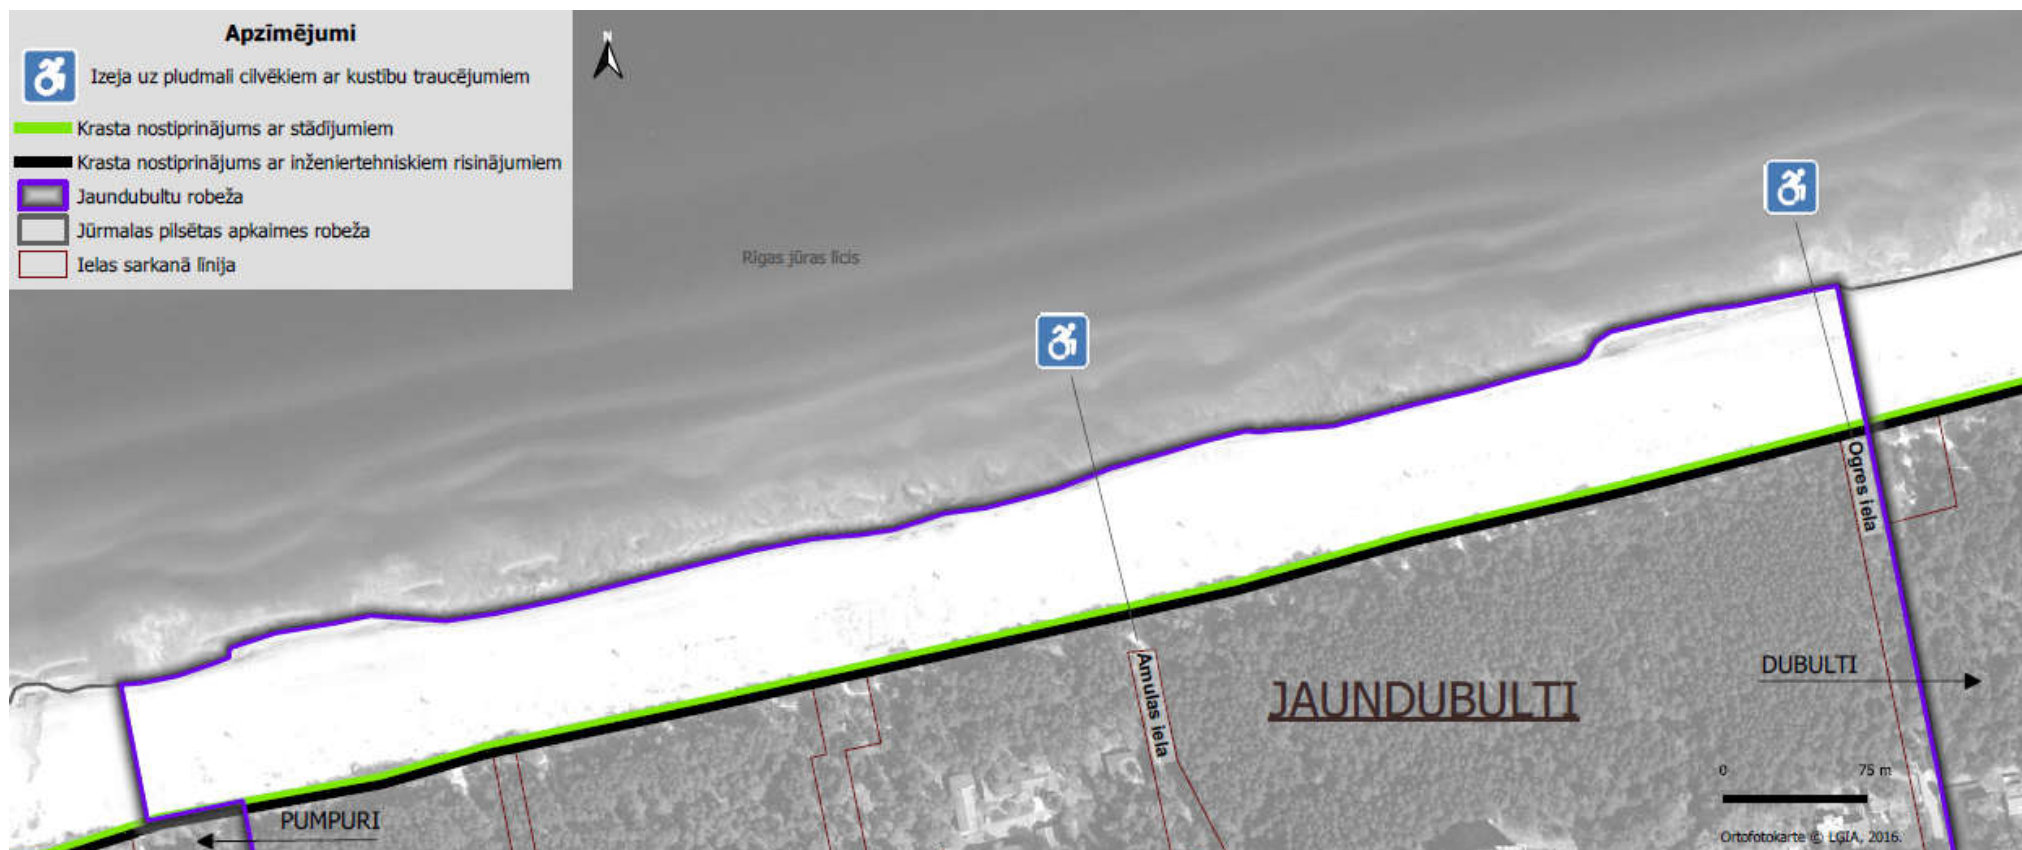 Apzīmējumi
Izeja uz pludmali cilvēkiem ar kustību traucējumiem
Krasta nostiprinājums ar stādījumiem
Krasta nostiprinājums ar inženiertehniskiem risinājumiem
Jaundubultu robeža
Jūrmalas pilsētas apkaimes robeža
Ielas sarkanā līnija
N
Rīgas jūras līcis
Ogres iela
Amulas iela
DUBULTI
JAUNDUBULTI
PUMPURI
0 75 m
Ortofotokarte © LĢIA, 2016.